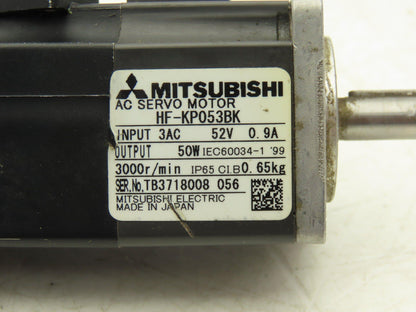 MITSUBISHI
AC SERVO MOTOR
HF-KP053BK
INPUT 3AC 52V 0.9A
OUTPUT 50W IEC60034-1 '99
3000r/min IP65 Cl.B 0.65kg
SER.No.TB3718008 056
MITSUBISHI ELECTRIC
MADE IN JAPAN